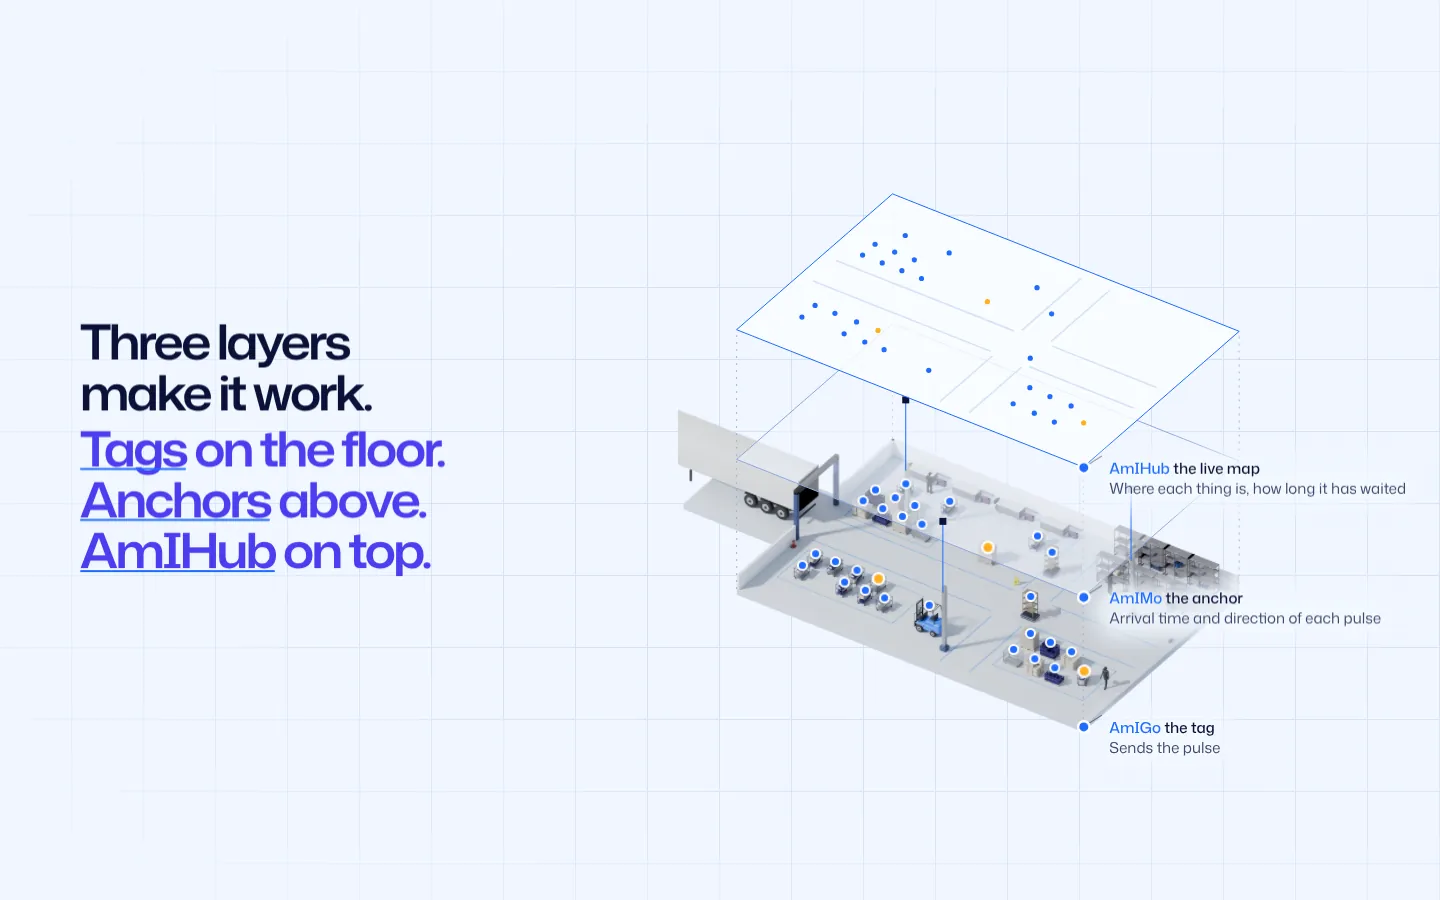 Three layers
make it work.
Tags on the floor.
Anchors above.
AmIHub on top.
AmIHub the live map
Where each thing is, how long it has waited
AmIMo the anchor
Arrival time and direction of each pulse
AmIGo the tag
Sends the pulse